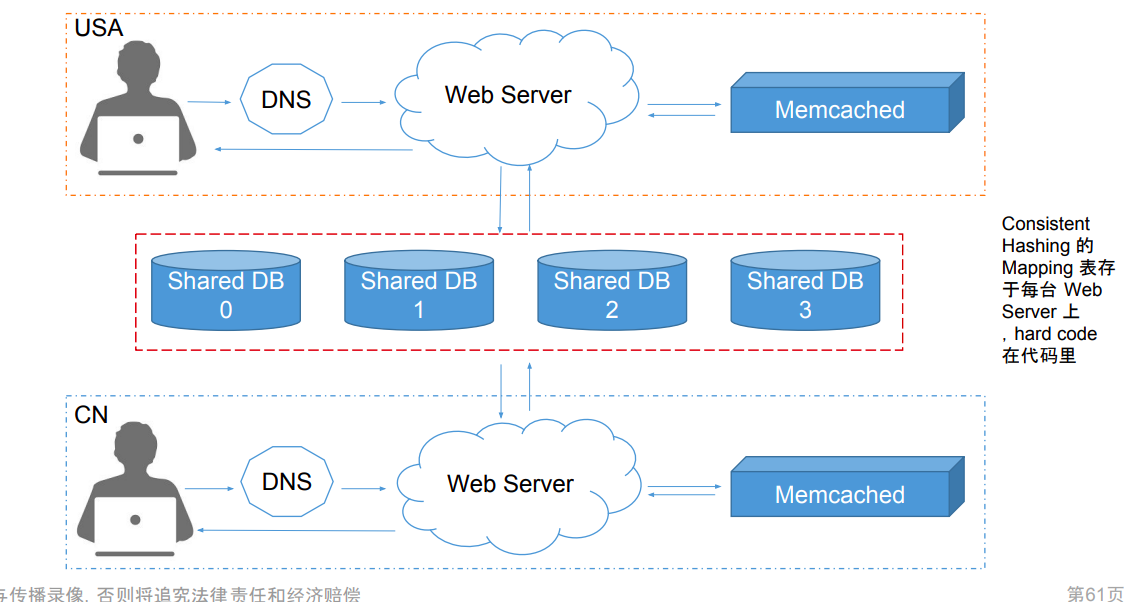 USA
DNS
Web Server
Memcached
Shared DB
0
Shared DB
1
Shared DB
2
Shared DB
3
Consistent
Hashing 的
Mapping 表存
于每台 Web
Server 上
，hard code
在代码里
CN
DNS
Web Server
Memcached
传播录像, 否则将追究法律责任和经济赔偿
第61页